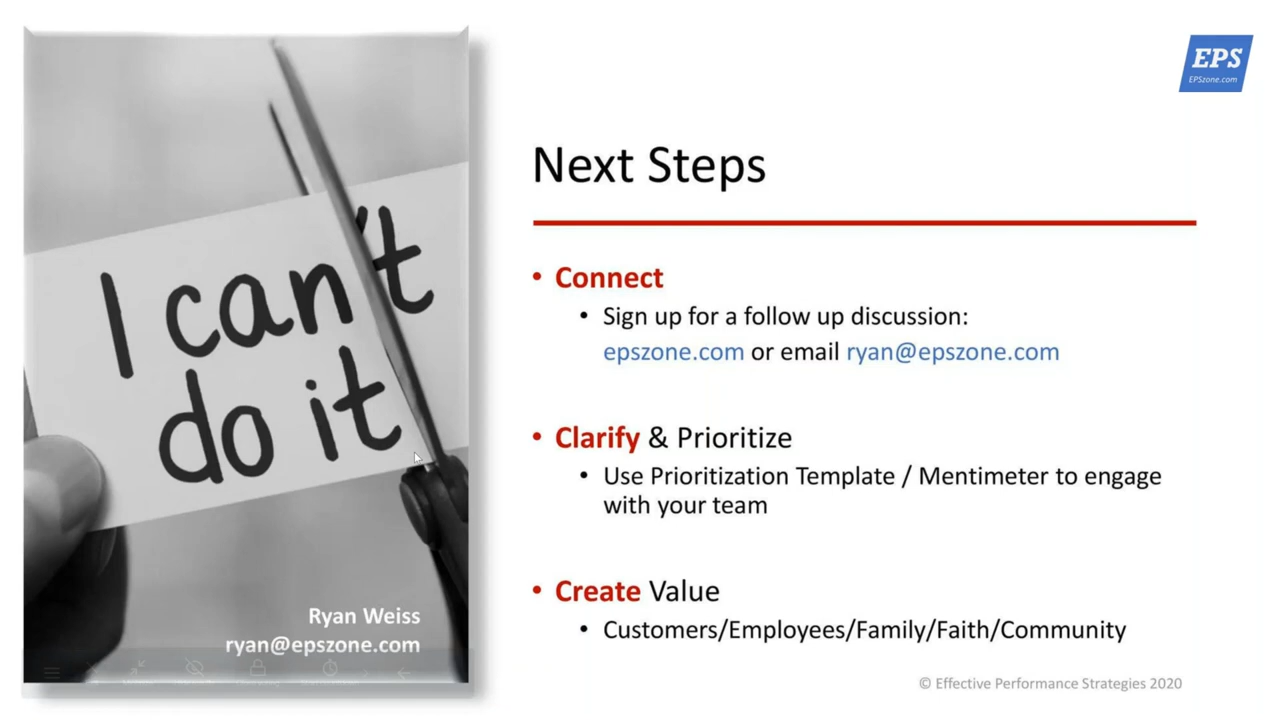 EPS
EPSzone.com
I can't
do it
Ryan Weiss
ryan@epszone.com
Next Steps
• Connect
• Sign up for a follow up discussion:
epszone.com or email ryan@epszone.com
• Clarify & Prioritize
• Use Prioritization Template / Mentimeter to engage
with your team
• Create Value
• Customers/Employees/Family/Faith/Community
© Effective Performance Strategies 2020